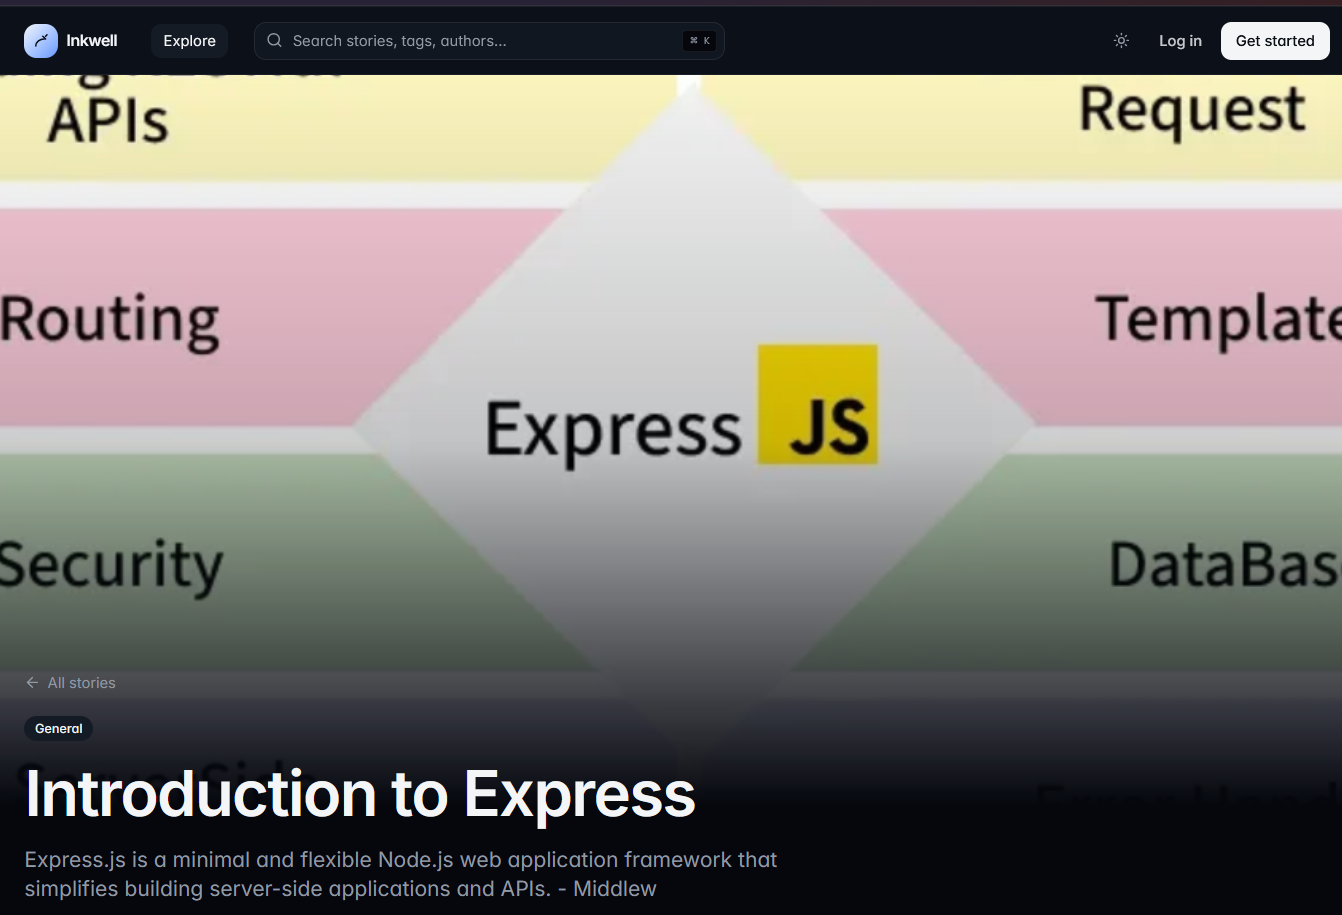 Inkwell
Explore
Search stories, tags, authors...
⌘ K
Log in
Get started
APIs
Request
Routing
Template
Express JS
Security
DataBas
← All stories
General
Introduction to Express
Express.js is a minimal and flexible Node.js web application framework that
simplifies building server-side applications and APIs. - Middlew